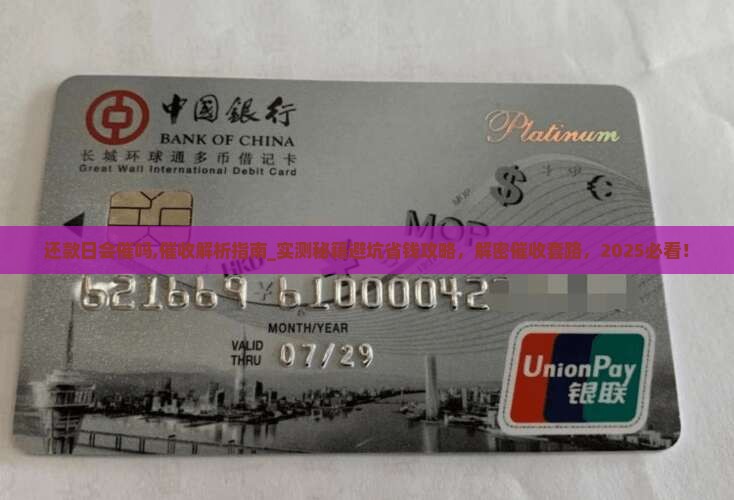 中国銀行
BANK OF CHINA
长城环球通多币借记卡
Great Wall International Debit Card
Platinum
MOP
$
€
MOP
HKD
还款日会催吗,催收解析指南_实测秘籍避坑省钱攻略，解密催收套路，2025必看！
621669
MONTH/YEAR
VALID
THRU 07/29
UnionPay
银联